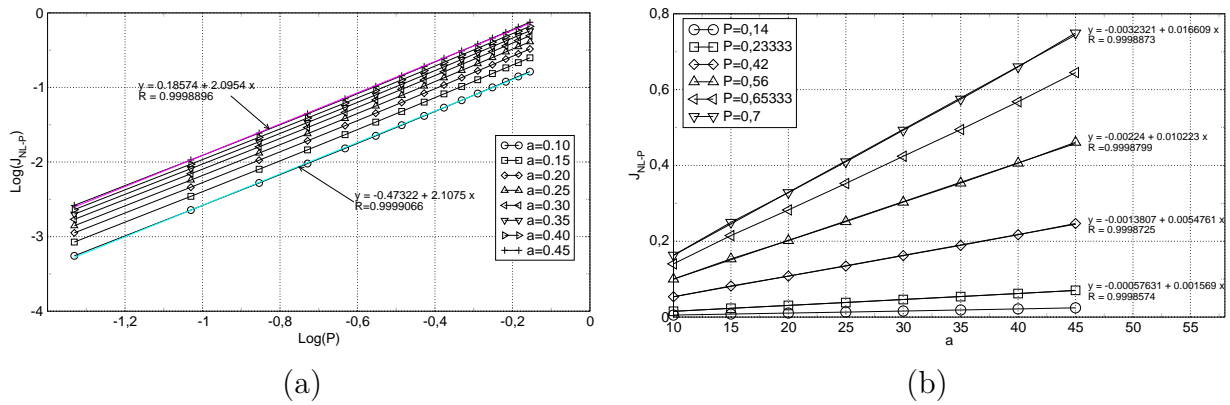 0
-1
-2
-3
-4
Log(J_NL-P)
-1,2
-1
-0,8
-0,6
-0,4
-0,2
0
Log(P)
y = 0.18574 + 2.0954 x
R = 0.9998896
y = -0.47322 + 2.1075 x
R=0.9999066
a=0.10
a=0.15
a=0.20
a=0.25
a=0.30
a=0.35
a=0.40
a=0.45
(a)
0,8
0,6
0,4
0,2
0
J_NL-P
10
15
20
25
30
35
40
45
50
55
a
P=0,14
P=0,23333
P=0,42
P=0,56
P=0,65333
P=0,7
y = -0.0032321 + 0.016609 x
R = 0.9998873
y = -0.00224 + 0.010223 x
R = 0.9998799
y = -0.0013807 + 0.0054761 x
R = 0.9998725
y = -0.00057631 + 0.001569 x
R = 0.9998574
(b)